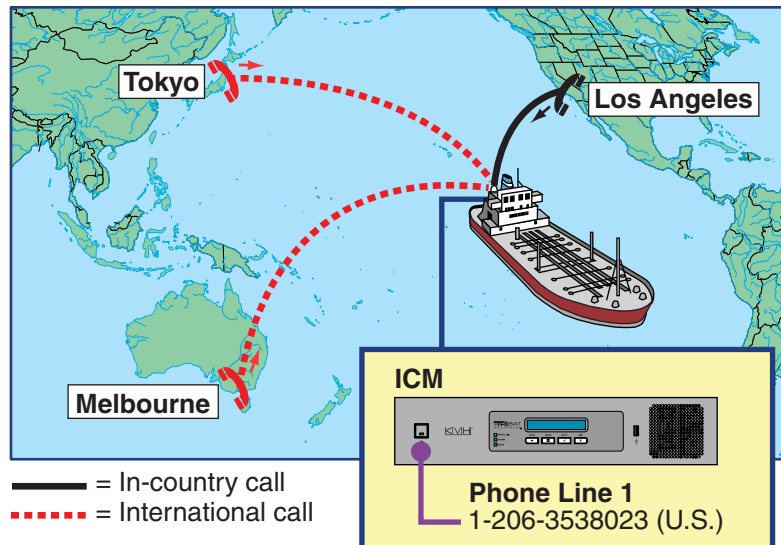 Tokyo
Los Angeles
Melbourne
ICM
KVH
Phone Line 1
1-206-3538023 (U.S.)
= In-country call
= International call